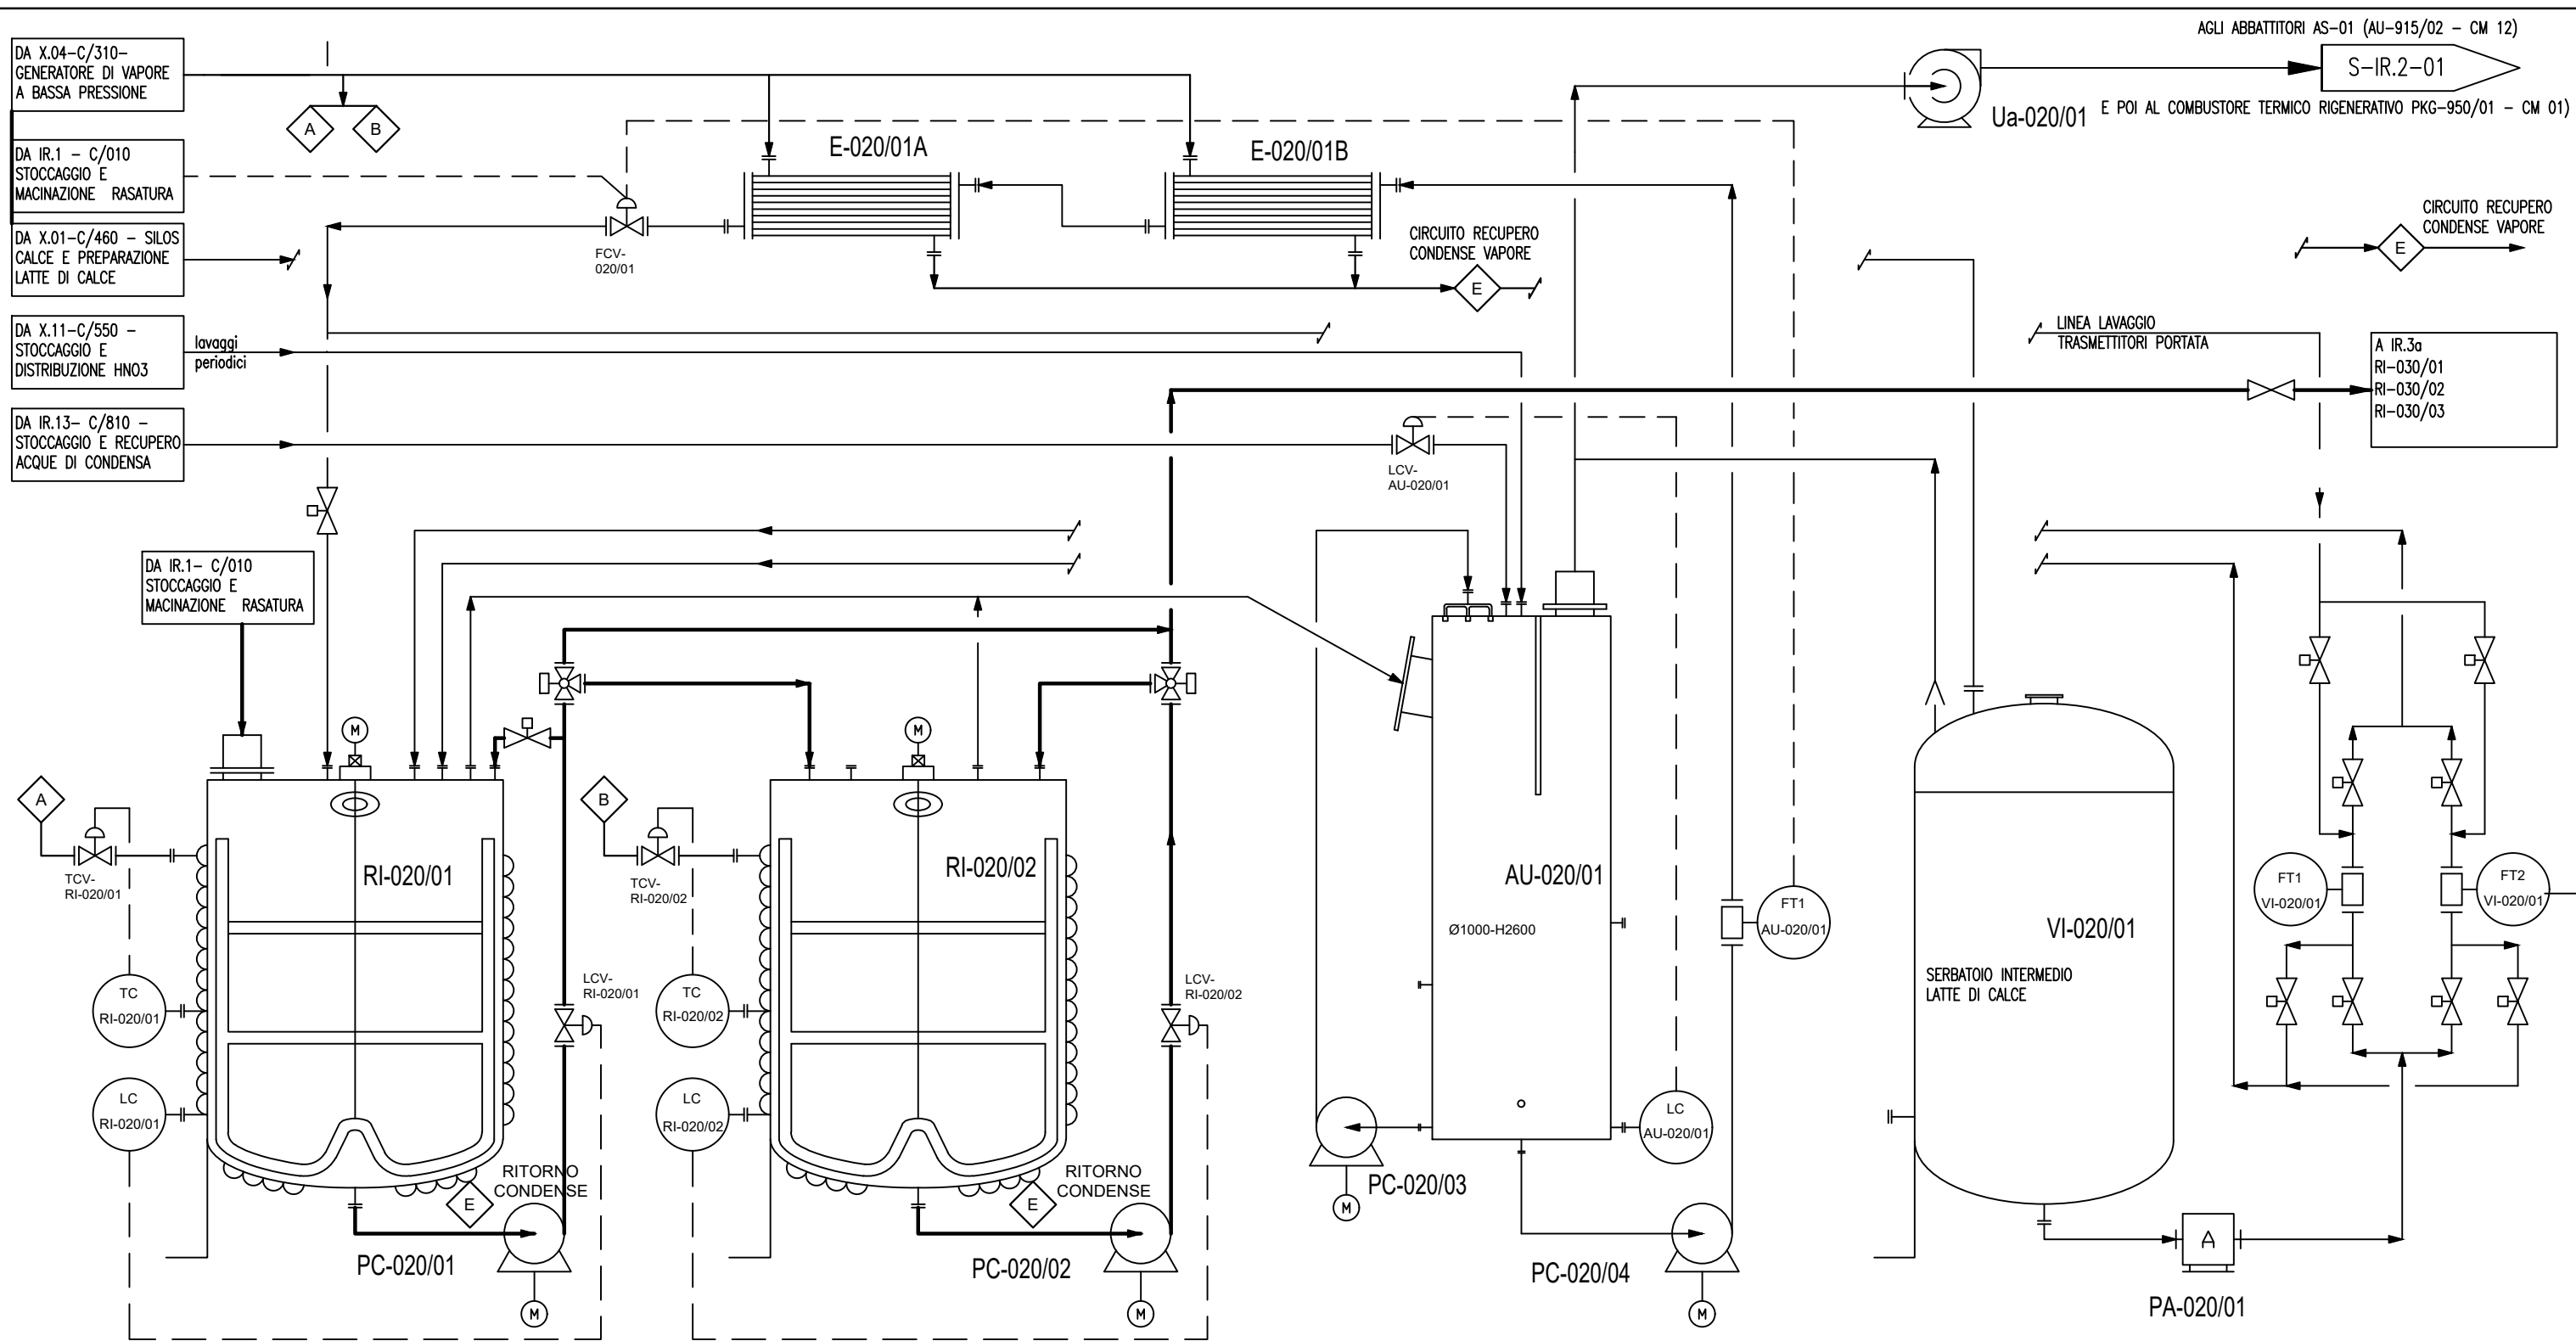 AGLI ABBATTITORI AS-01 (AU-915/02 - CM 12)
S-IR.2-01
Ua-020/01
E POI AL COMBUSTORE TERMICO RIGENERATIVO PKG-950/01 - CM 01)
DA X.04-C/310-
GENERATORE DI VAPORE
A BASSA PRESSIONE
A
B
DA IR.1 - C/010
STOCCAGGIO E
MACINAZIONE RASATURA
DA X.01-C/460 - SILOS
CALCE E PREPARAZIONE
LATTE DI CALCE
DA X.11-C/550 -
STOCCAGGIO E
DISTRIBUZIONE HNO3
lavaggi
periodici
DA IR.13- C/810 -
STOCCAGGIO E RECUPERO
ACQUE DI CONDENSA
DA IR.1- C/010
STOCCAGGIO E
MACINAZIONE RASATURA
E-020/01A
E-020/01B
FCV-
020/01
CIRCUITO RECUPERO
CONDENSE VAPORE
E
CIRCUITO RECUPERO
CONDENSE VAPORE
E
LINEA LAVAGGIO
TRASMETTITORI PORTATA
A IR.3a
RI-030/01
RI-030/02
RI-030/03
LCV-
AU-020/01
M
M
A
TCV-
RI-020/01
RI-020/01
B
TCV-
RI-020/02
RI-020/02
TC
RI-020/01
LC
RI-020/01
LCV-
RI-020/01
TC
RI-020/02
LC
RI-020/02
LCV-
RI-020/02
RITORNO
CONDENSE
E
PC-020/01
M
RITORNO
CONDENSE
E
PC-020/02
M
AU-020/01
Ø1000-H2600
FT1
AU-020/01
LC
AU-020/01
PC-020/03
M
PC-020/04
M
VI-020/01
SERBATOIO INTERMEDIO
LATTE DI CALCE
FT1
VI-020/01
FT2
VI-020/01
A
PA-020/01